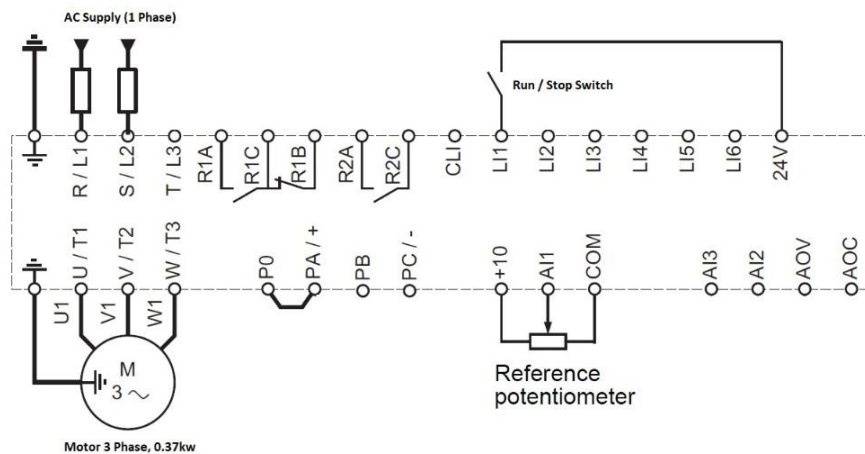 AC Supply (1 Phase)
Run / Stop Switch
R / L1
S / L2
T / L3
R1A
R1C
R1B
R2A
R2C
CLI
LI1
LI2
LI3
LI4
LI5
LI6
24V
U / T1
V / T2
W / T3
P0
PA / +
PB
PC / -
+10
AI1
COM
AI3
AI2
AOV
AOC
U1
V1
W1
M
3 ~
Reference
potentiometer
Motor 3 Phase, 0.37kw